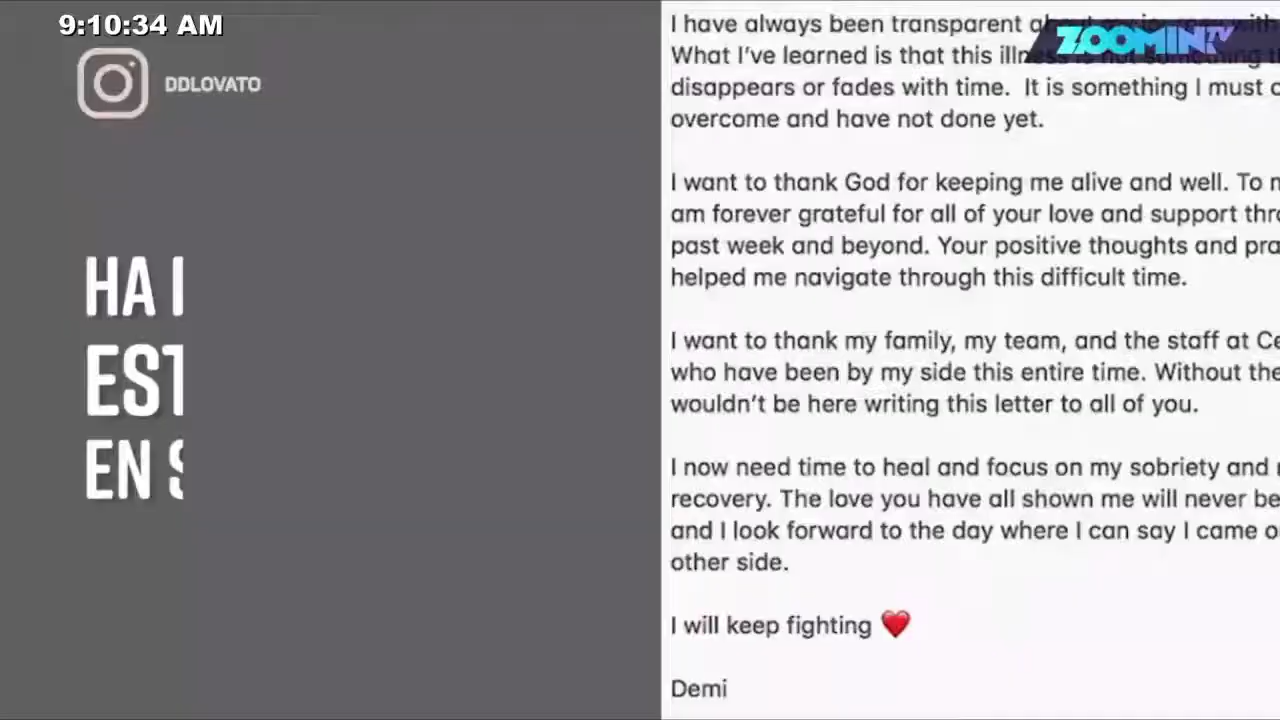 9:10:34 AM
DDLOVATO
HA
EST
EN
ZOOMIN TV
I have always been transparent
What I've learned is that this illness is not something
disappears or fades with time. It is something I must
overcome and have not done yet.
I want to thank God for keeping me alive and well. To
am forever grateful for all of your love and support
past week and beyond. Your positive thoughts and
helped me navigate through this difficult time.
I want to thank my family, my team, and the staff at
who have been by my side this entire time. Without
wouldn't be here writing this letter to all of you.
I now need time to heal and focus on my sobriety and
recovery. The love you have all shown me will never be
and I look forward to the day where I can say I came
other side.
I will keep fighting ❤️
Demi